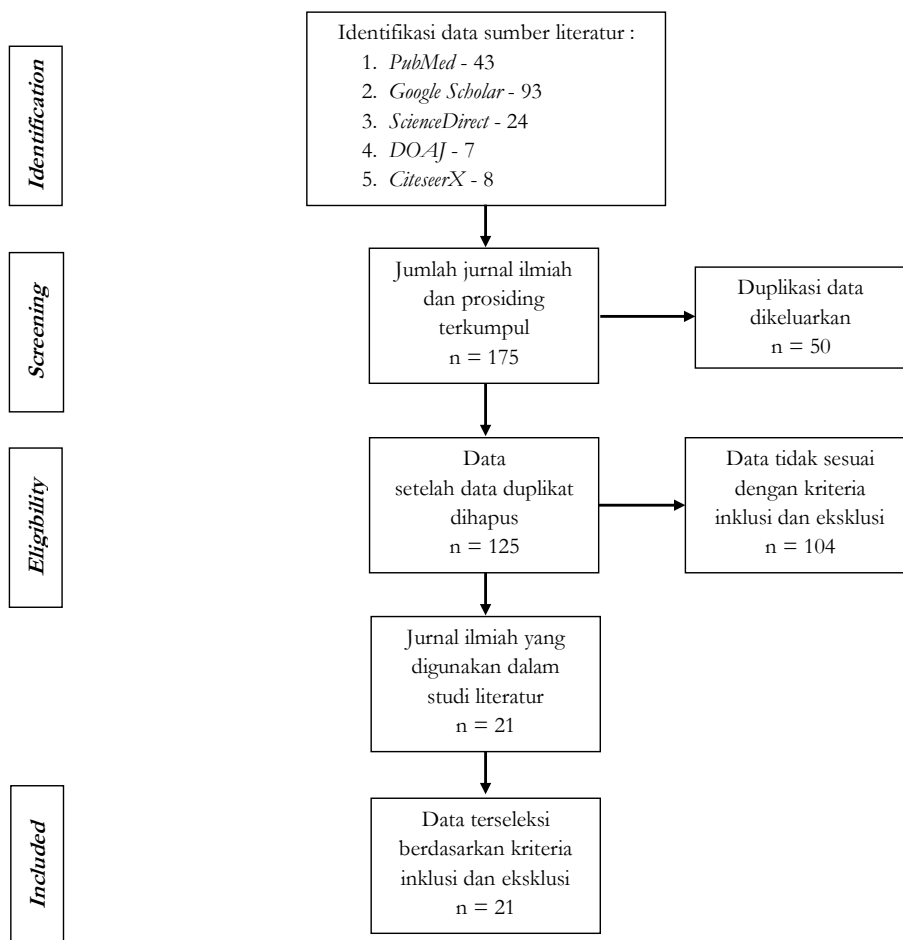 Identification
Identifikasi data sumber literatur :
1. PubMed - 43
2. Google Scholar - 93
3. ScienceDirect - 24
4. DOAJ - 7
5. CiteseerX - 8
Screening
Jumlah jurnal ilmiah
dan prosiding
terkumpul
n = 175
Duplikasi data
dikeluarkan
n = 50
Eligibility
Data
setelah data duplikat
dihapus
n = 125
Data tidak sesuai
dengan kriteria
inklusi dan eksklusi
n = 104
Jurnal ilmiah yang
digunakan dalam
studi literatur
n = 21
Included
Data terseleksi
berdasarkan kriteria
inklusi dan eksklusi
n = 21